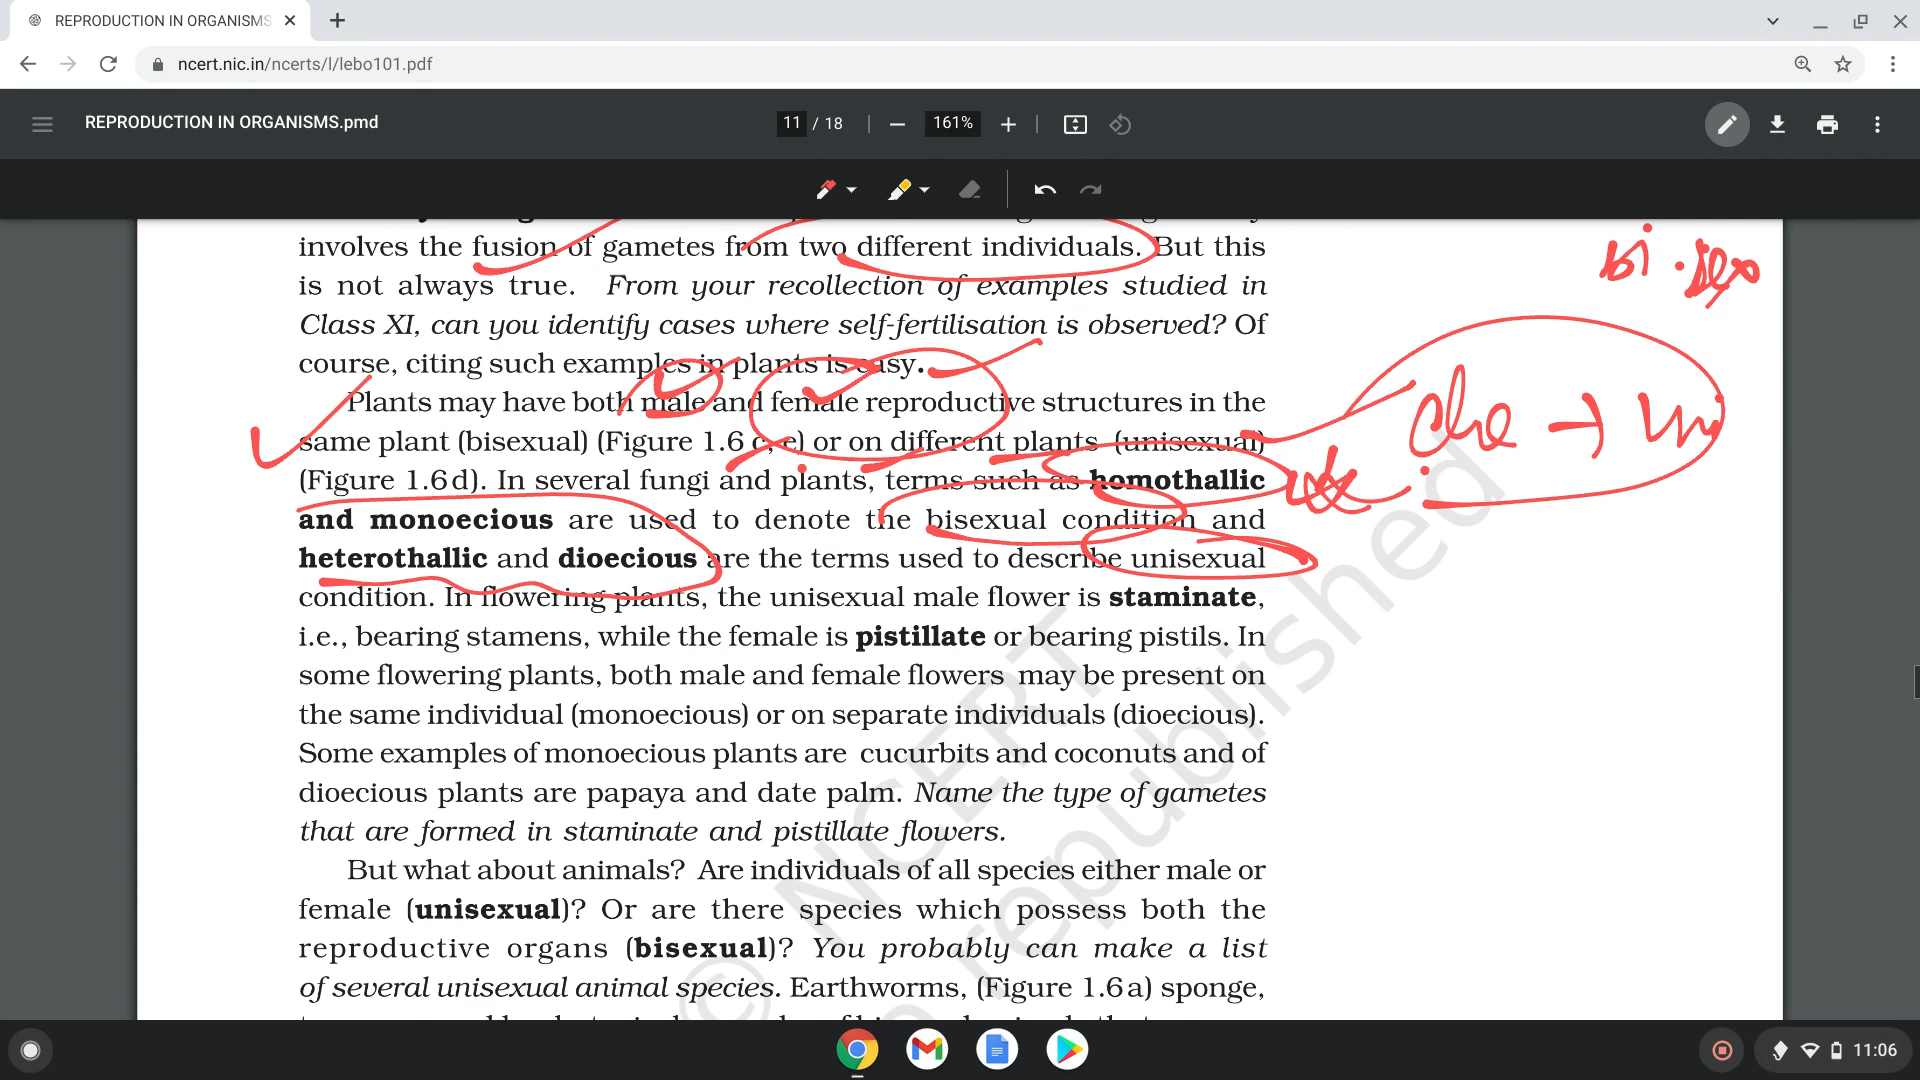 REPRODUCTION IN ORGANISMS
ncert.nic.in/ncerts/l/lebo101.pdf
REPRODUCTION IN ORGANISMS.pmd
11 / 18
161%
involves the fusion of gametes from two different individuals. But this
is not always true. From your recollection of examples studied in
Class XI, can you identify cases where self-fertilisation is observed? Of
course, citing such examples in plants is easy.
Plants may have both male and female reproductive structures in the
same plant (bisexual) (Figure 1.6 c, e) or on different plants (unisexual)
(Figure 1.6 d). In several fungi and plants, terms such as homothallic
and monoecious are used to denote the bisexual condition and
heterothallic and dioecious are the terms used to describe unisexual
condition. In flowering plants, the unisexual male flower is staminate,
i.e., bearing stamens, while the female is pistillate or bearing pistils. In
some flowering plants, both male and female flowers may be present on
the same individual (monoecious) or on separate individuals (dioecious).
Some examples of monoecious plants are cucurbits and coconuts and of
dioecious plants are papaya and date palm. Name the type of gametes
that are formed in staminate and pistillate flowers.
But what about animals? Are individuals of all species either male or
female (unisexual)? Or are there species which possess both the
reproductive organs (bisexual)? You probably can make a list
of several unisexual animal species. Earthworms, (Figure 1.6 a) sponge,
bi
© NCERT
republished
11:06